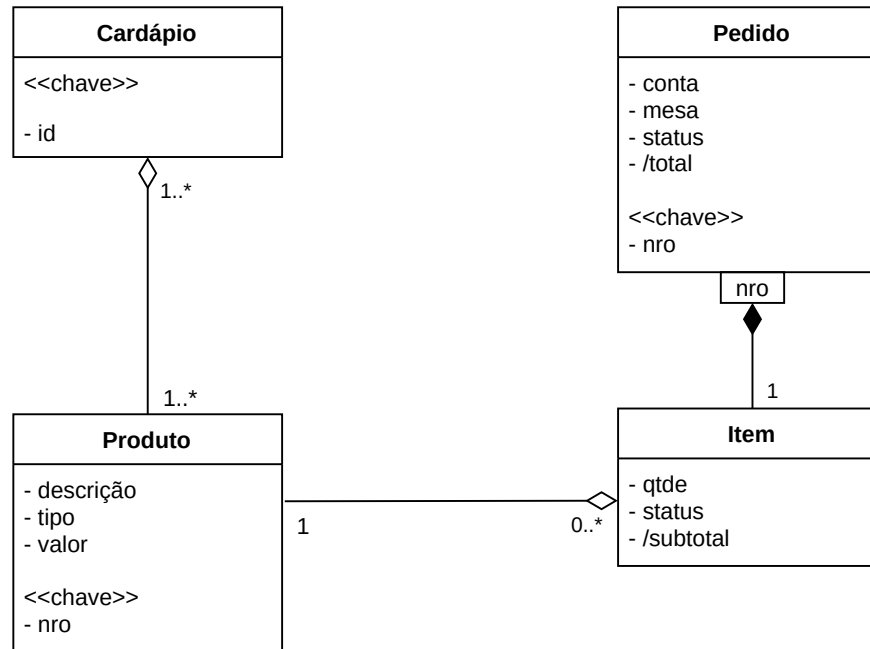 Cardápio
<<chave>>
- id
1..*
1..*
Produto
- descrição
- tipo
- valor
<<chave>>
- nro
1
0..*
Pedido
- conta
- mesa
- status
- /total
<<chave>>
- nro
nro
1
Item
- qtde
- status
- /subtotal